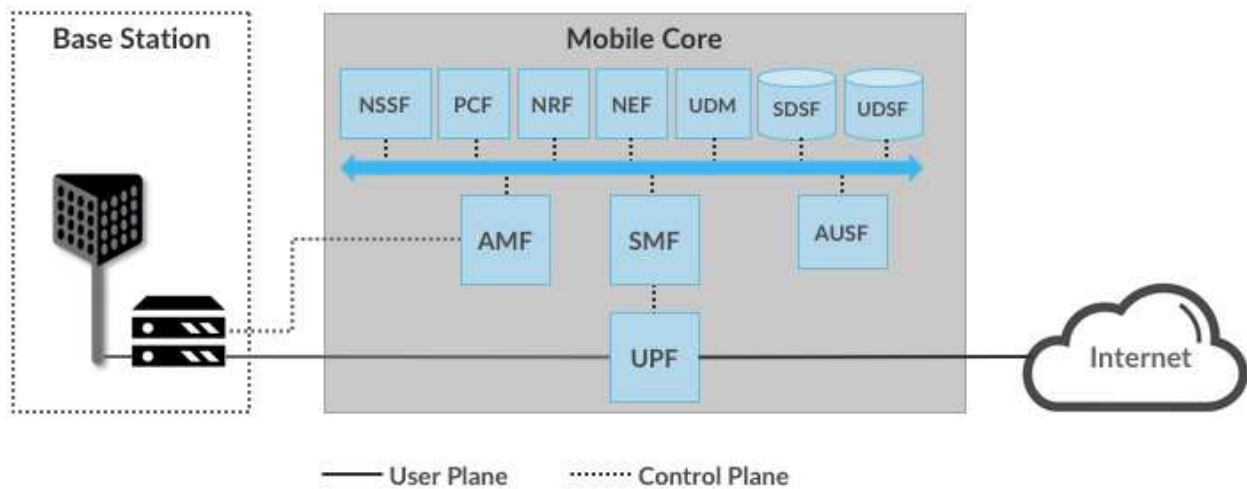 Base Station
Mobile Core
NSSF PCF NRF NEF UDM SDSF UDSF
AMF SMF AUSF
UPF
Internet
User Plane Control Plane